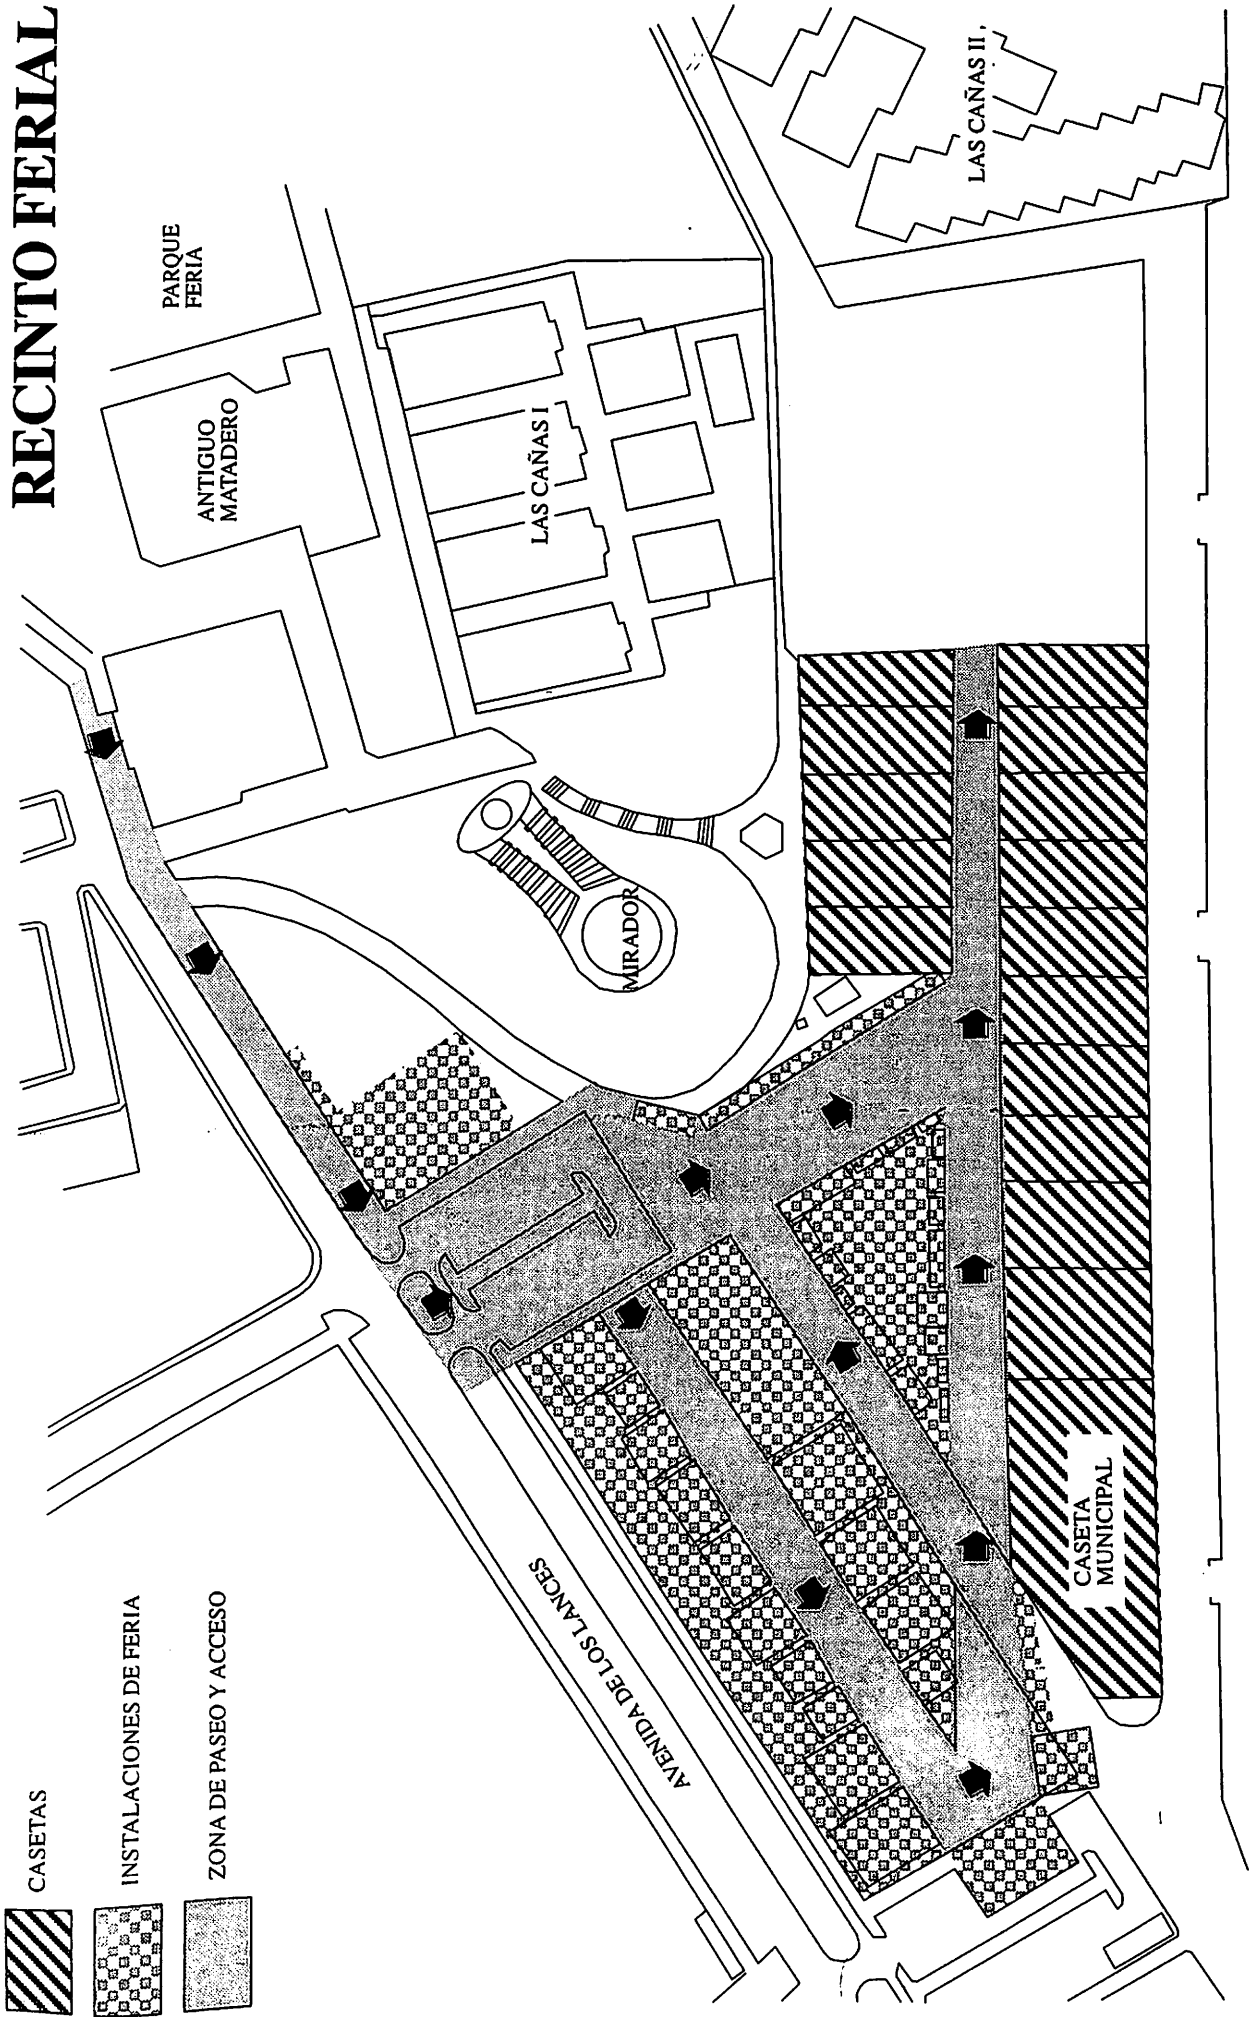 RECINTO FERIAL
PARQUE
FERIA
ANTIGUO
MATADERO
LAS CAÑAS I
LAS CAÑAS II
MIRADOR
AVENIDA DE LOS LANCES
CASETA
MUNICIPAL
CASETAS
INSTALACIONES DE FERIA
ZONA DE PASEO Y ACCESO